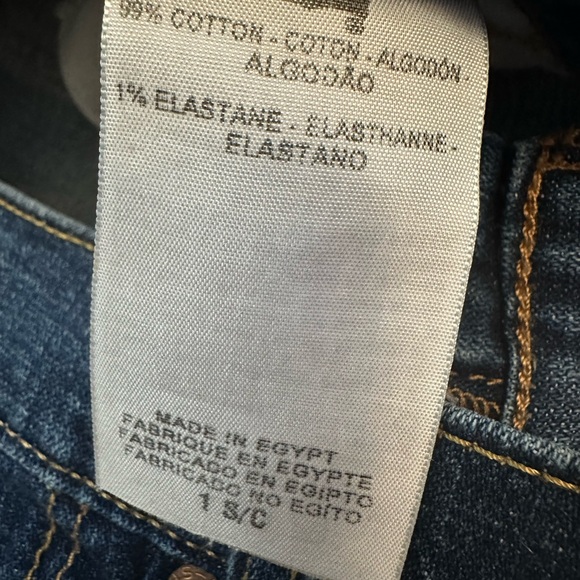 99% COTTON - COTON - ALGODÓN -
ALGODÃO
1% ELASTANE - ELASTHANNE -
ELASTANO
MADE IN EGYPT
FABRIQUE EN EGYPTE
FABRICADO EN EGIPTO
FABRICADO NO EGITO
1 S/C